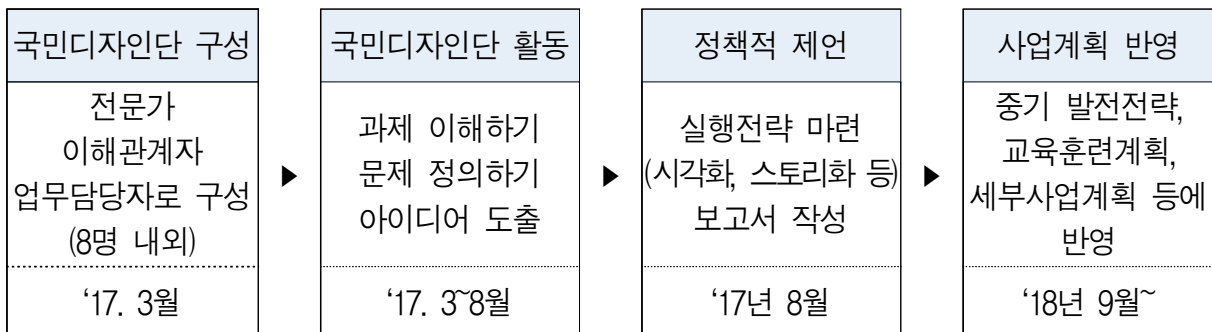 국민디자인단 구성
전문가
이해관계자
업무담당자로 구성
(8명 내외)
‘17. 3월
▶
국민디자인단 활동
과제 이해하기
문제 정의하기
아이디어 도출
‘17. 3~8월
▶
정책적 제언
실행전략 마련
(시각화, 스토리화 등)
보고서 작성
‘17년 8월
▶
사업계획 반영
중기 발전전략,
교육훈련계획,
세부사업계획 등에
반영
‘18년 9월~